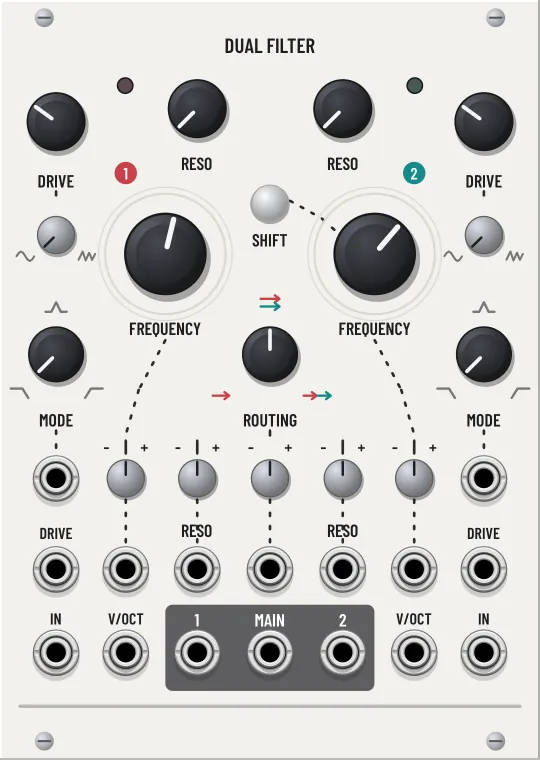 DUAL FILTER
RESO
RESO
1
2
DRIVE
DRIVE
SHIFT
FREQUENCY
FREQUENCY
MODE
ROUTING
MODE
- + - + - + - + - +
DRIVE
RESO
RESO
DRIVE
IN
V/OCT
1
MAIN
2
V/OCT
IN